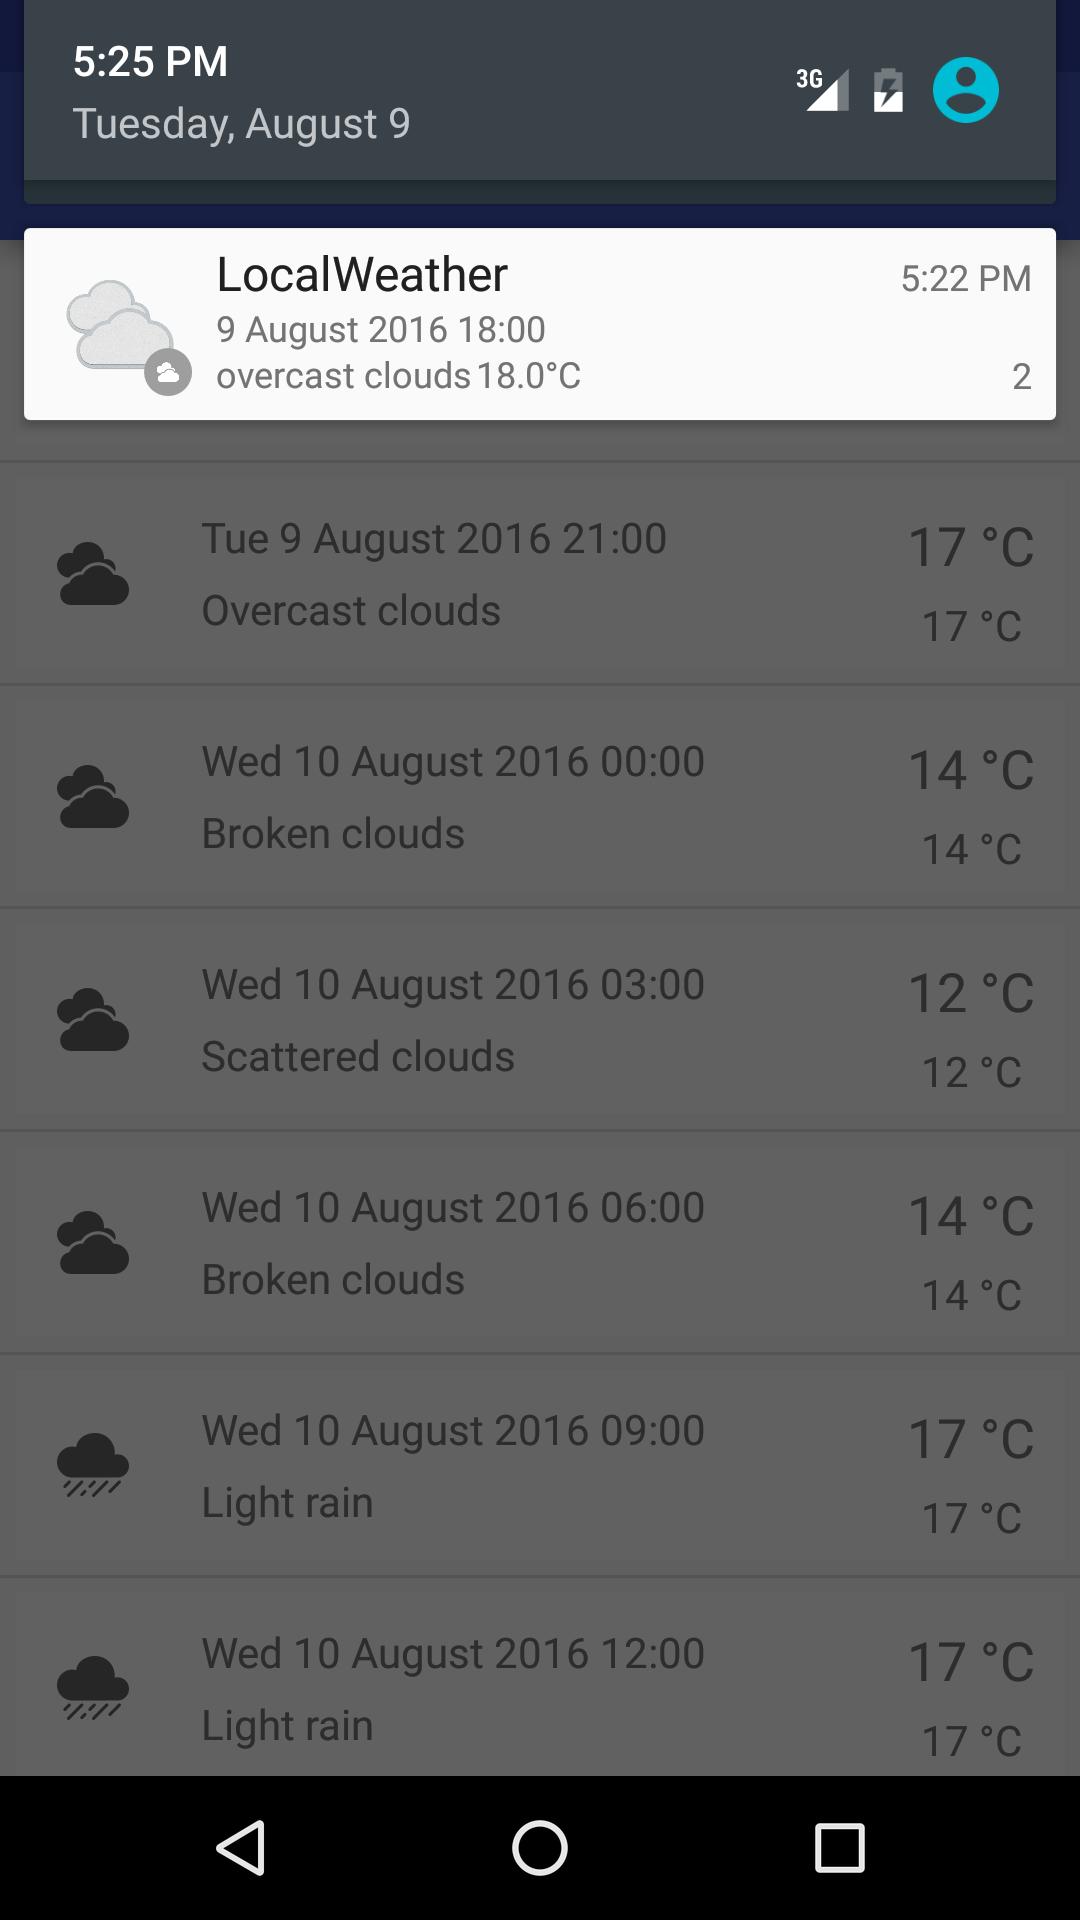 5:25 PM
Tuesday, August 9
3G
LocalWeather 5:22 PM
9 August 2016 18:00
overcast clouds 18.0°C 2
Tue 9 August 2016 21:00 17 °C
Overcast clouds 17 °C
Wed 10 August 2016 00:00 14 °C
Broken clouds 14 °C
Wed 10 August 2016 03:00 12 °C
Scattered clouds 12 °C
Wed 10 August 2016 06:00 14 °C
Broken clouds 14 °C
Wed 10 August 2016 09:00 17 °C
Light rain 17 °C
Wed 10 August 2016 12:00 17 °C
Light rain 17 °C